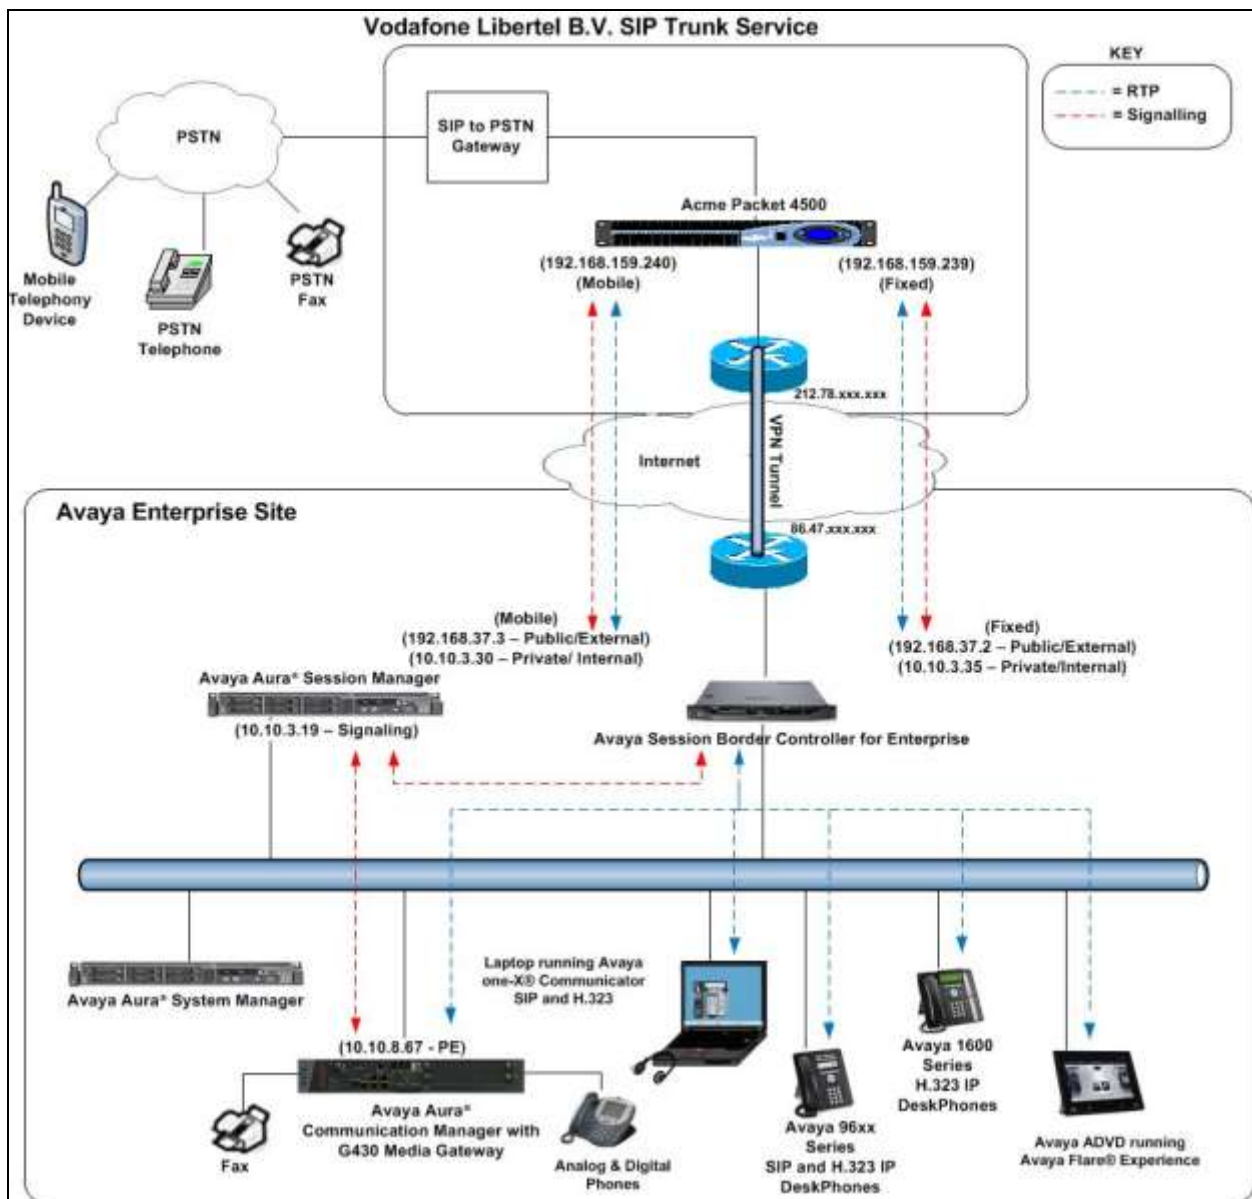 Vodafone Libertel B.V. SIP Trunk Service
KEY
= RTP
= Signalling
SIP to PSTN
Gateway
PSTN
Acme Packet 4500
(192.168.159.240)
(Mobile)
(192.168.159.239)
(Fixed)
Mobile
Telephony
Device
PSTN
Telephone
PSTN
Fax
212.78.xxx.xxx
Internet
VPN Tunnel
86.47.xxx.xxx
Avaya Enterprise Site
(Mobile)
(192.168.37.3 – Public/External)
(10.10.3.30 – Private/ Internal)
(Fixed)
(192.168.37.2 – Public/External)
(10.10.3.35 – Private/Internal)
Avaya Aura® Session Manager
(10.10.3.19 – Signaling)
Avaya Session Border Controller for Enterprise
Avaya Aura® System Manager
Laptop running Avaya
one-X® Communicator
SIP and H.323
(10.10.8.67 - PE)
Avaya Aura®
Communication Manager with
G430 Media Gateway
Fax
Analog & Digital
Phones
Avaya 96xx
Series
SIP and H.323 IP
DeskPhones
Avaya 1600
Series
H.323 IP
DeskPhones
Avaya ADVD running
Avaya Flare® Experience